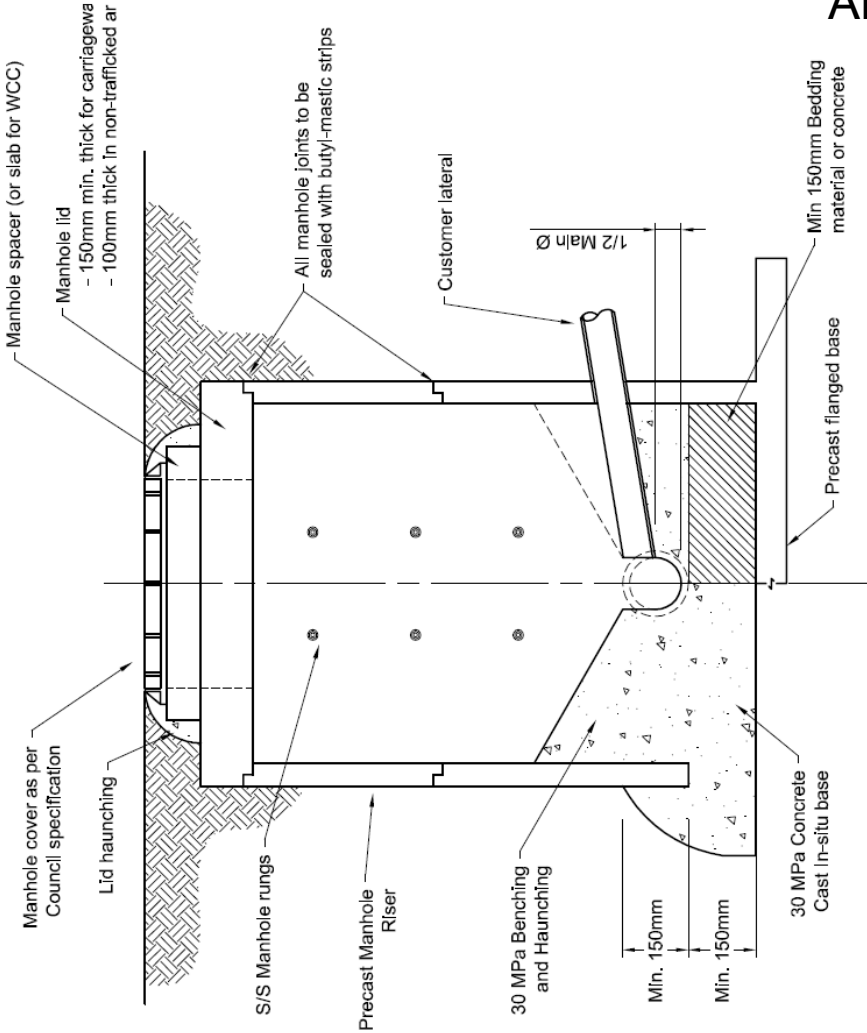 Manhole cover as per
Council specification
Lid haunching
S/S Manhole rungs
Precast Manhole
Riser
30 MPa Benching
and Haunching
Min. 150mm
Min. 150mm
30 MPa Concrete
Cast in-situ base
Manhole spacer (or slab for WCC)
Manhole lid
- 150mm min. thick for
- 100mm thick in non-trafficked
All manhole joints to be
sealed with butyl-mastic strips
Customer lateral
1/2 Main Ø
Min 150mm Bedding
material or concrete
Precast flanged base